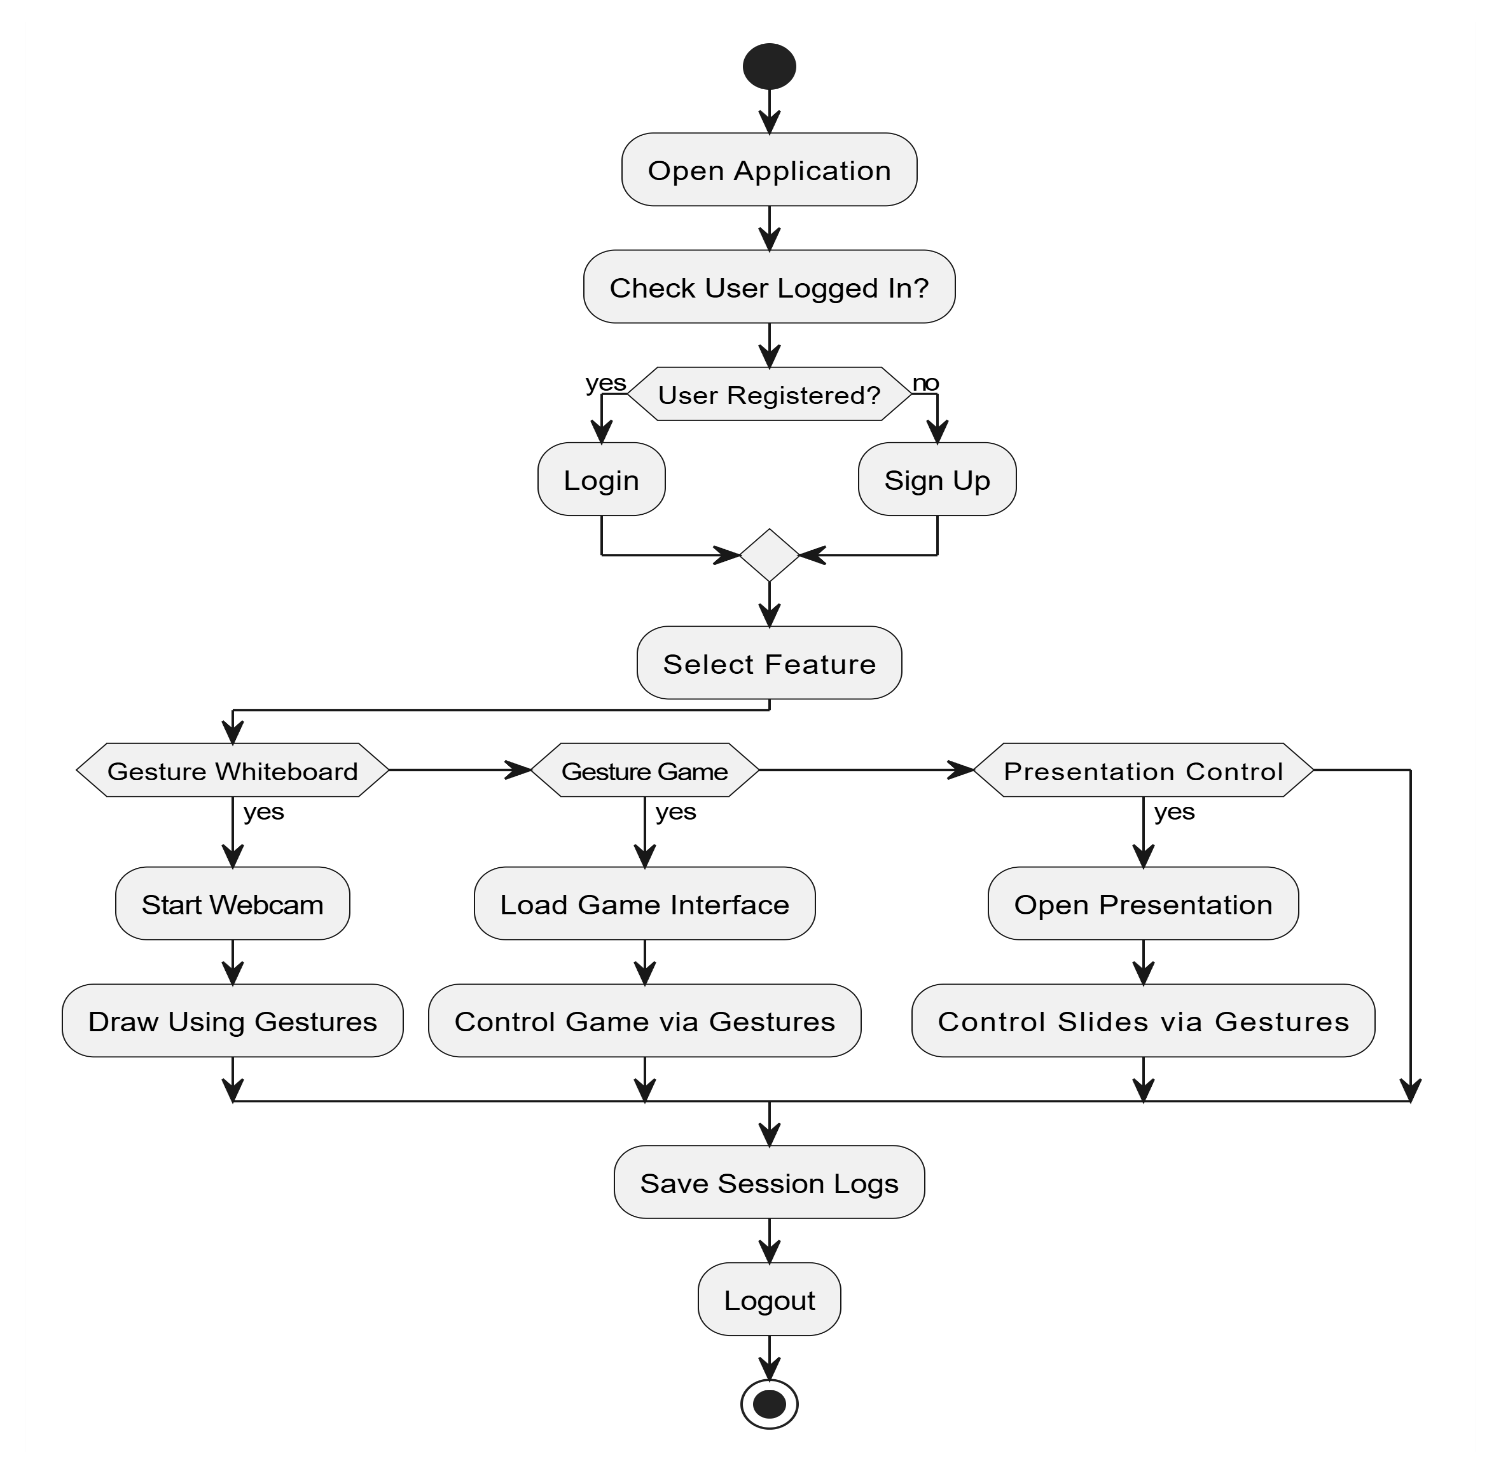 Open Application
Check User Logged In?
yes
User Registered?
no
Login
Sign Up
Select Feature
Gesture Whiteboard
Gesture Game
Presentation Control
yes
yes
yes
Start Webcam
Load Game Interface
Open Presentation
Draw Using Gestures
Control Game via Gestures
Control Slides via Gestures
Save Session Logs
Logout